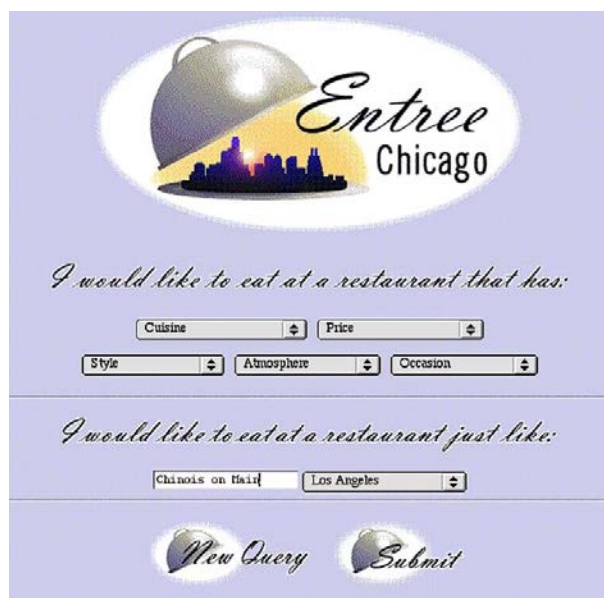 Entree
Chicago
I would like to eat at a restaurant that has:
Cuisine Price
Style Atmosphere Occasion
I would like to eat at a restaurant just like:
Chinois on Main Los Angeles
New Query Submit